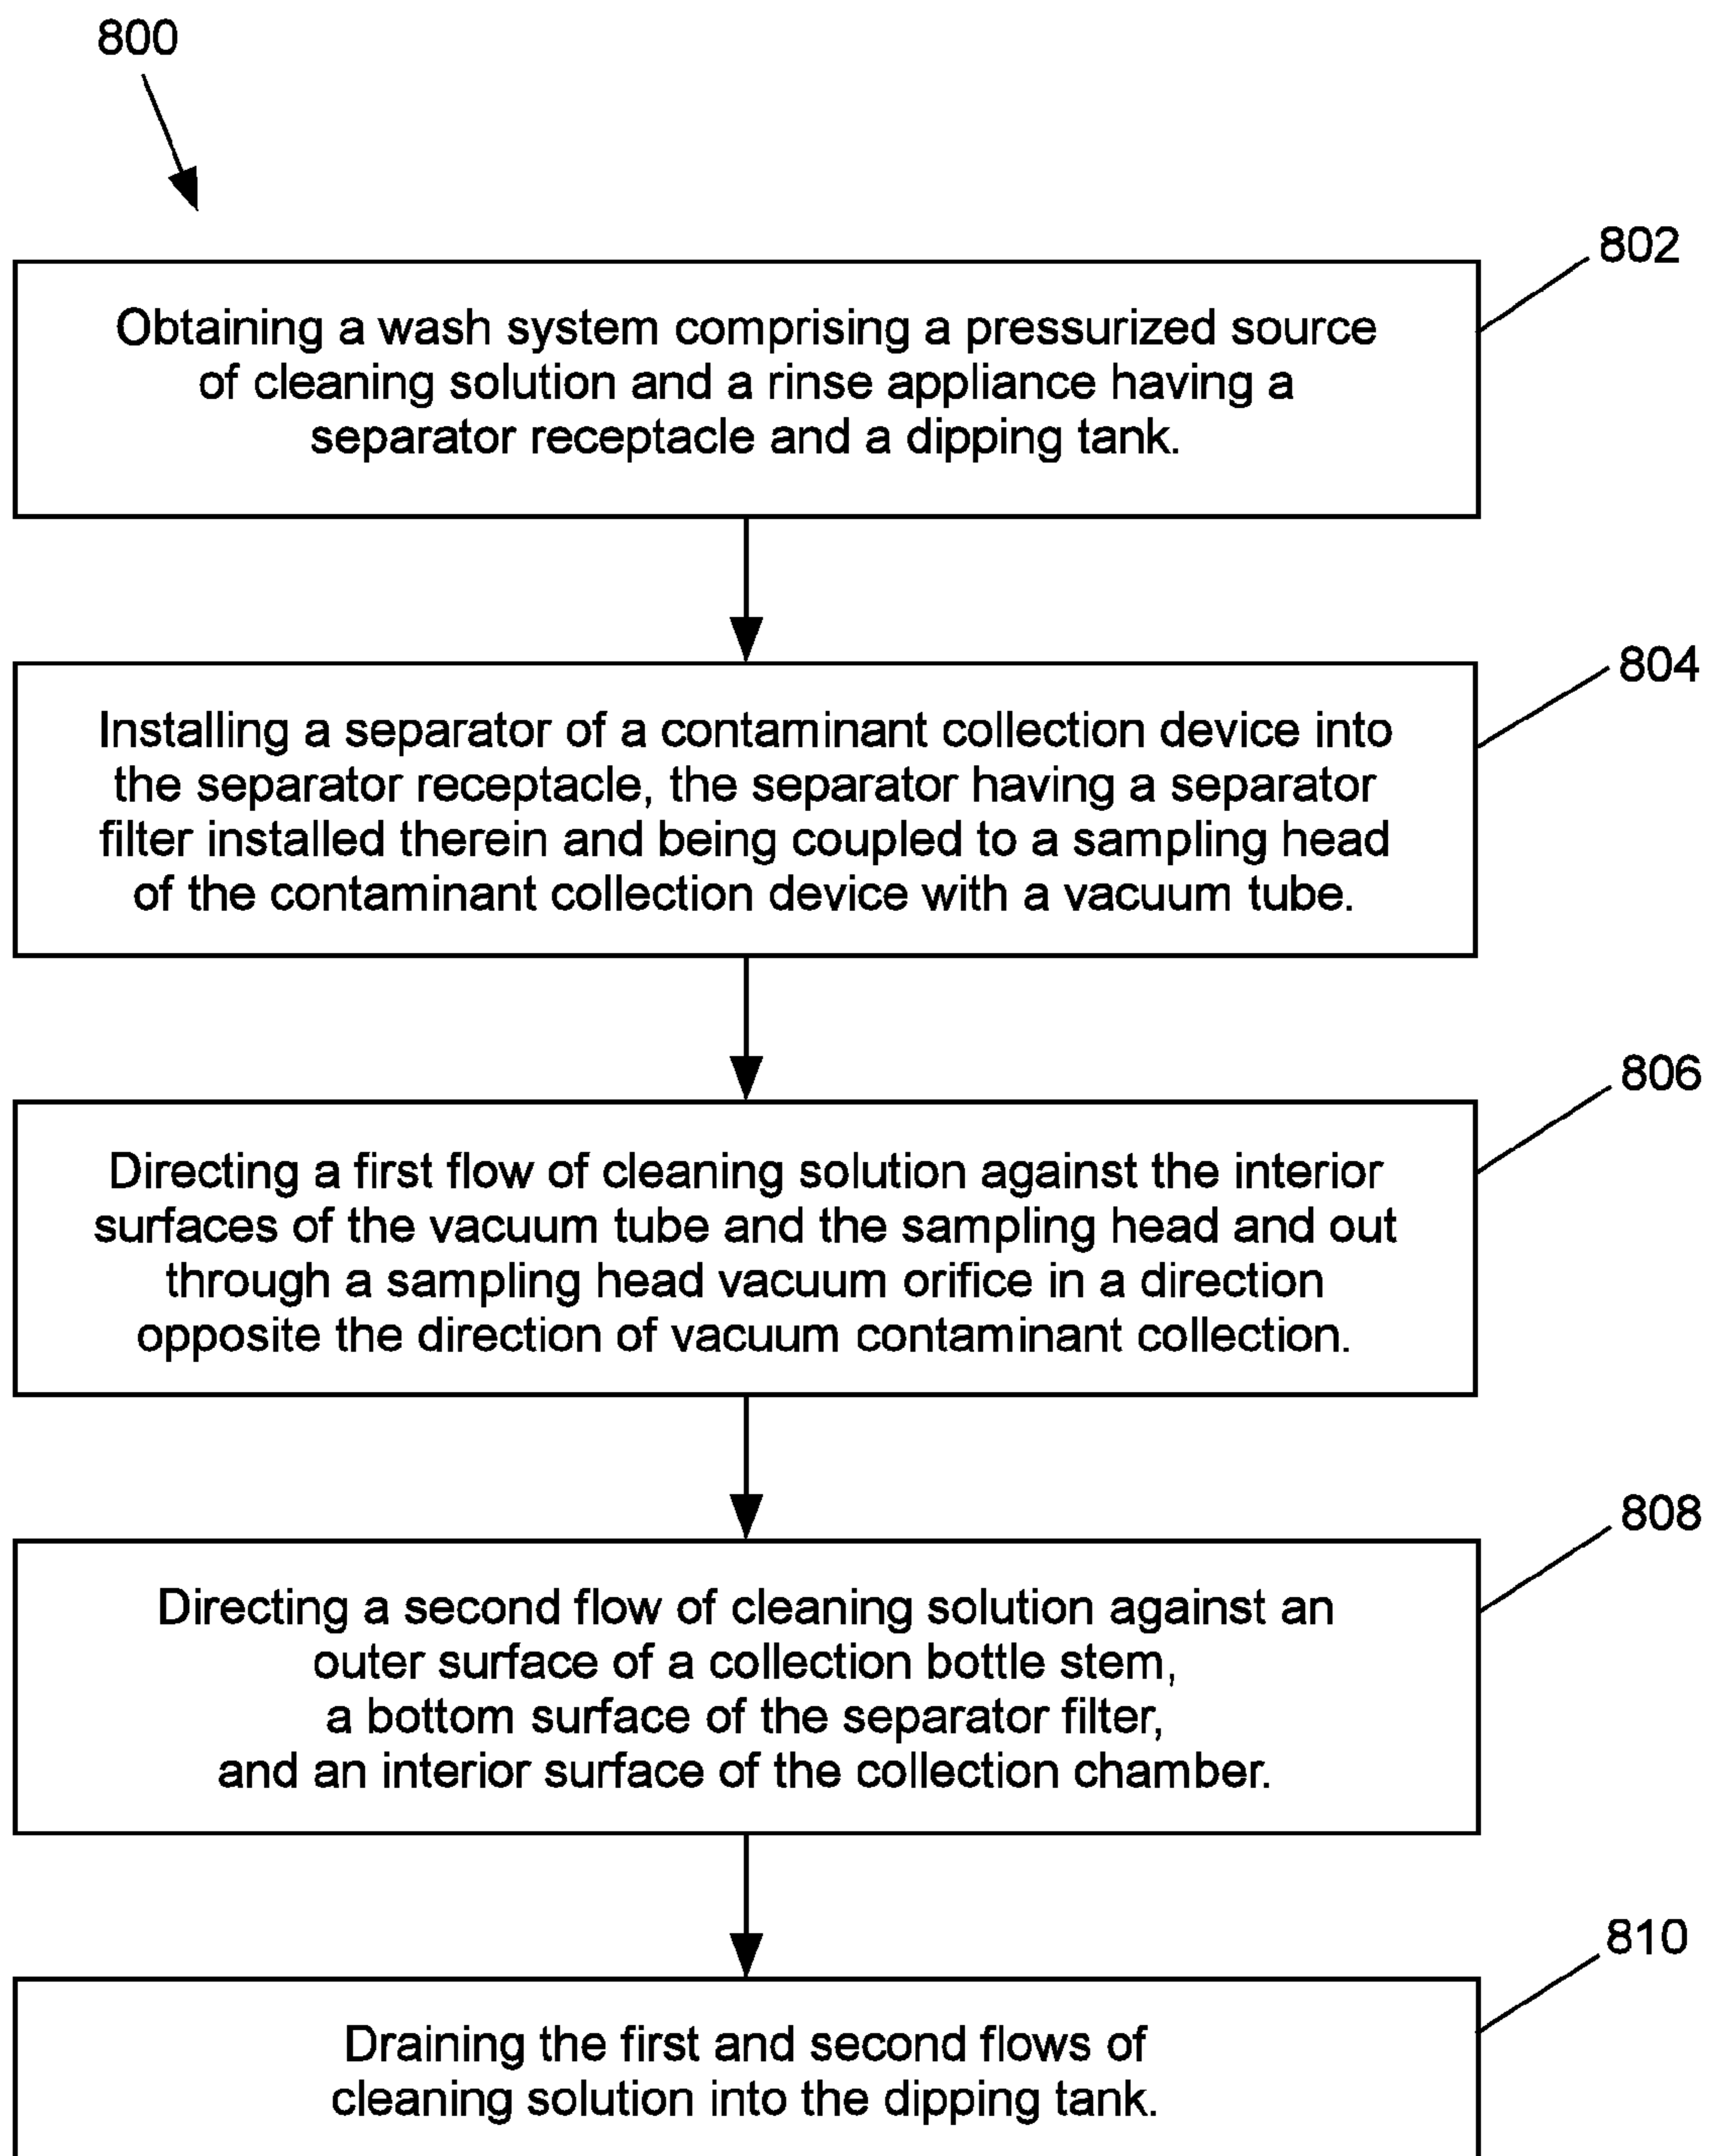 800
802
Obtaining a wash system comprising a pressurized source
of cleaning solution and a rinse appliance having a
separator receptacle and a dipping tank.
804
Installing a separator of a contaminant collection device into
the separator receptacle, the separator having a separator
filter installed therein and being coupled to a sampling head
of the contaminant collection device with a vacuum tube.
806
Directing a first flow of cleaning solution against the interior
surfaces of the vacuum tube and the sampling head and out
through a sampling head vacuum orifice in a direction
opposite the direction of vacuum contaminant collection.
808
Directing a second flow of cleaning solution against an
outer surface of a collection bottle stem,
a bottom surface of the separator filter,
and an interior surface of the collection chamber.
810
Draining the first and second flows of
cleaning solution into the dipping tank.